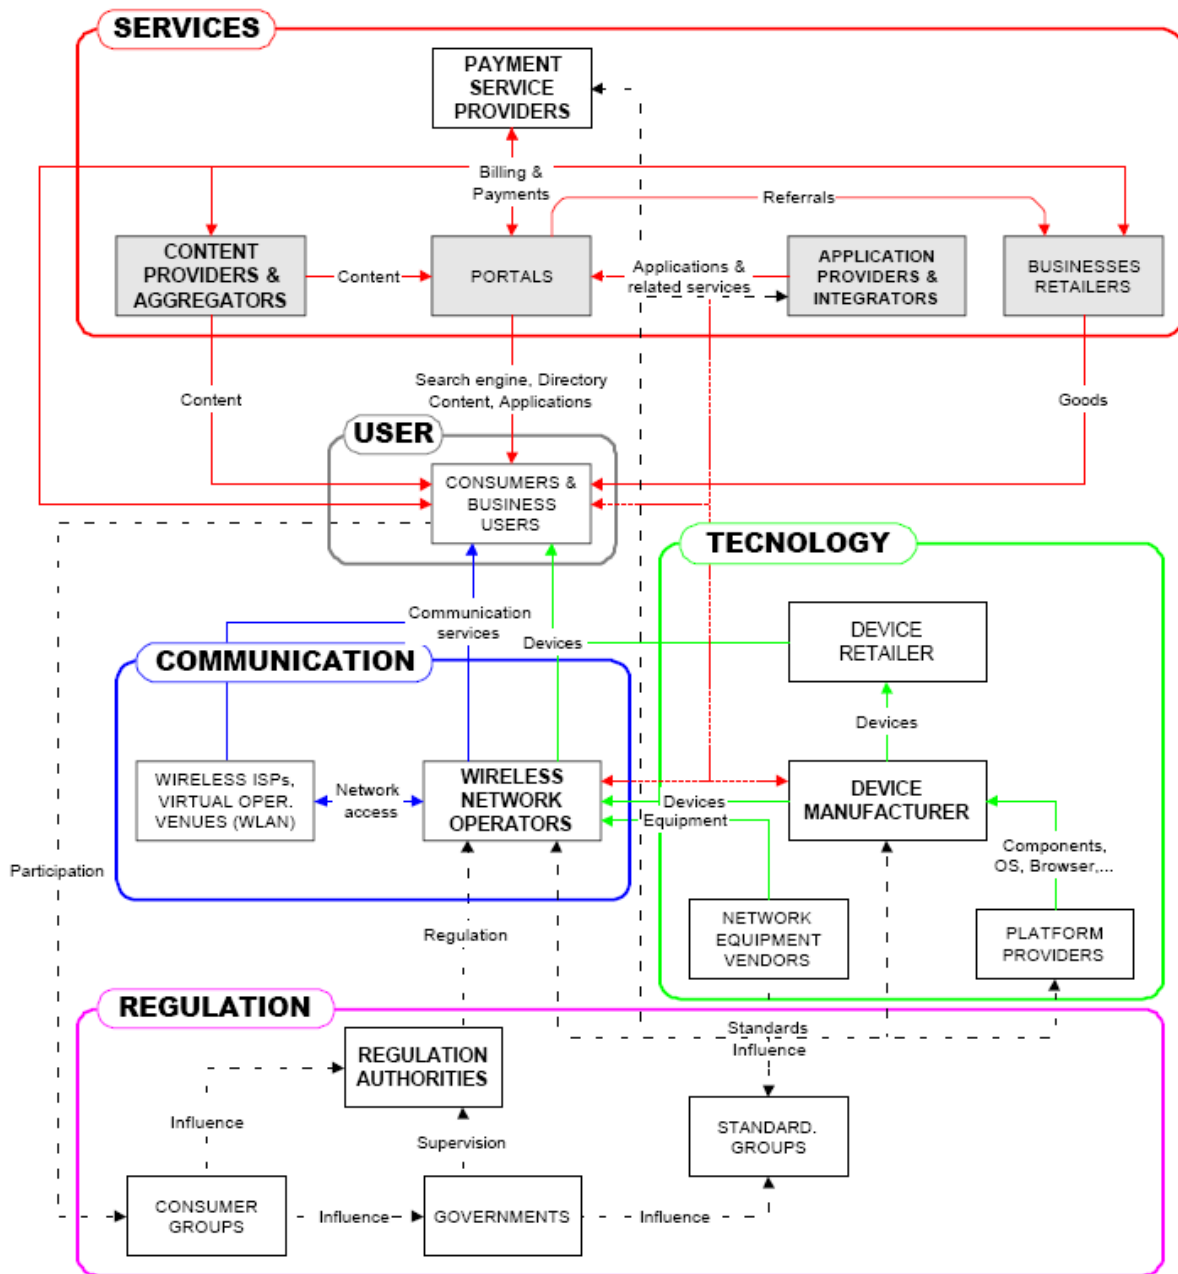 SERVICES
PAYMENT
SERVICE
PROVIDERS
Billing &
Payments
Referrals
CONTENT
PROVIDERS &
AGGREGATORS
Content
PORTALS
Applications &
related services
APPLICATION
PROVIDERS &
INTEGRATORS
BUSINESSES
RETAILERS
Content
Search engine, Directory
Content, Applications
Goods
USER
CONSUMERS &
BUSINESS
USERS
TECNOLOGY
Communication
services
Devices
DEVICE
RETAILER
COMMUNICATION
Devices
WIRELESS ISPs,
VIRTUAL OPER.
VENUES (WLAN)
Network
access
WIRELESS
NETWORK
OPERATORS
Devices
Equipment
DEVICE
MANUFACTURER
Components,
OS, Browser,...
Participation
Regulation
NETWORK
EQUIPMENT
VENDORS
PLATFORM
PROVIDERS
REGULATION
Standards
Influence
REGULATION
AUTHORITIES
Influence
Supervision
STANDARD.
GROUPS
CONSUMER
GROUPS
Influence
GOVERNMENTS
Influence